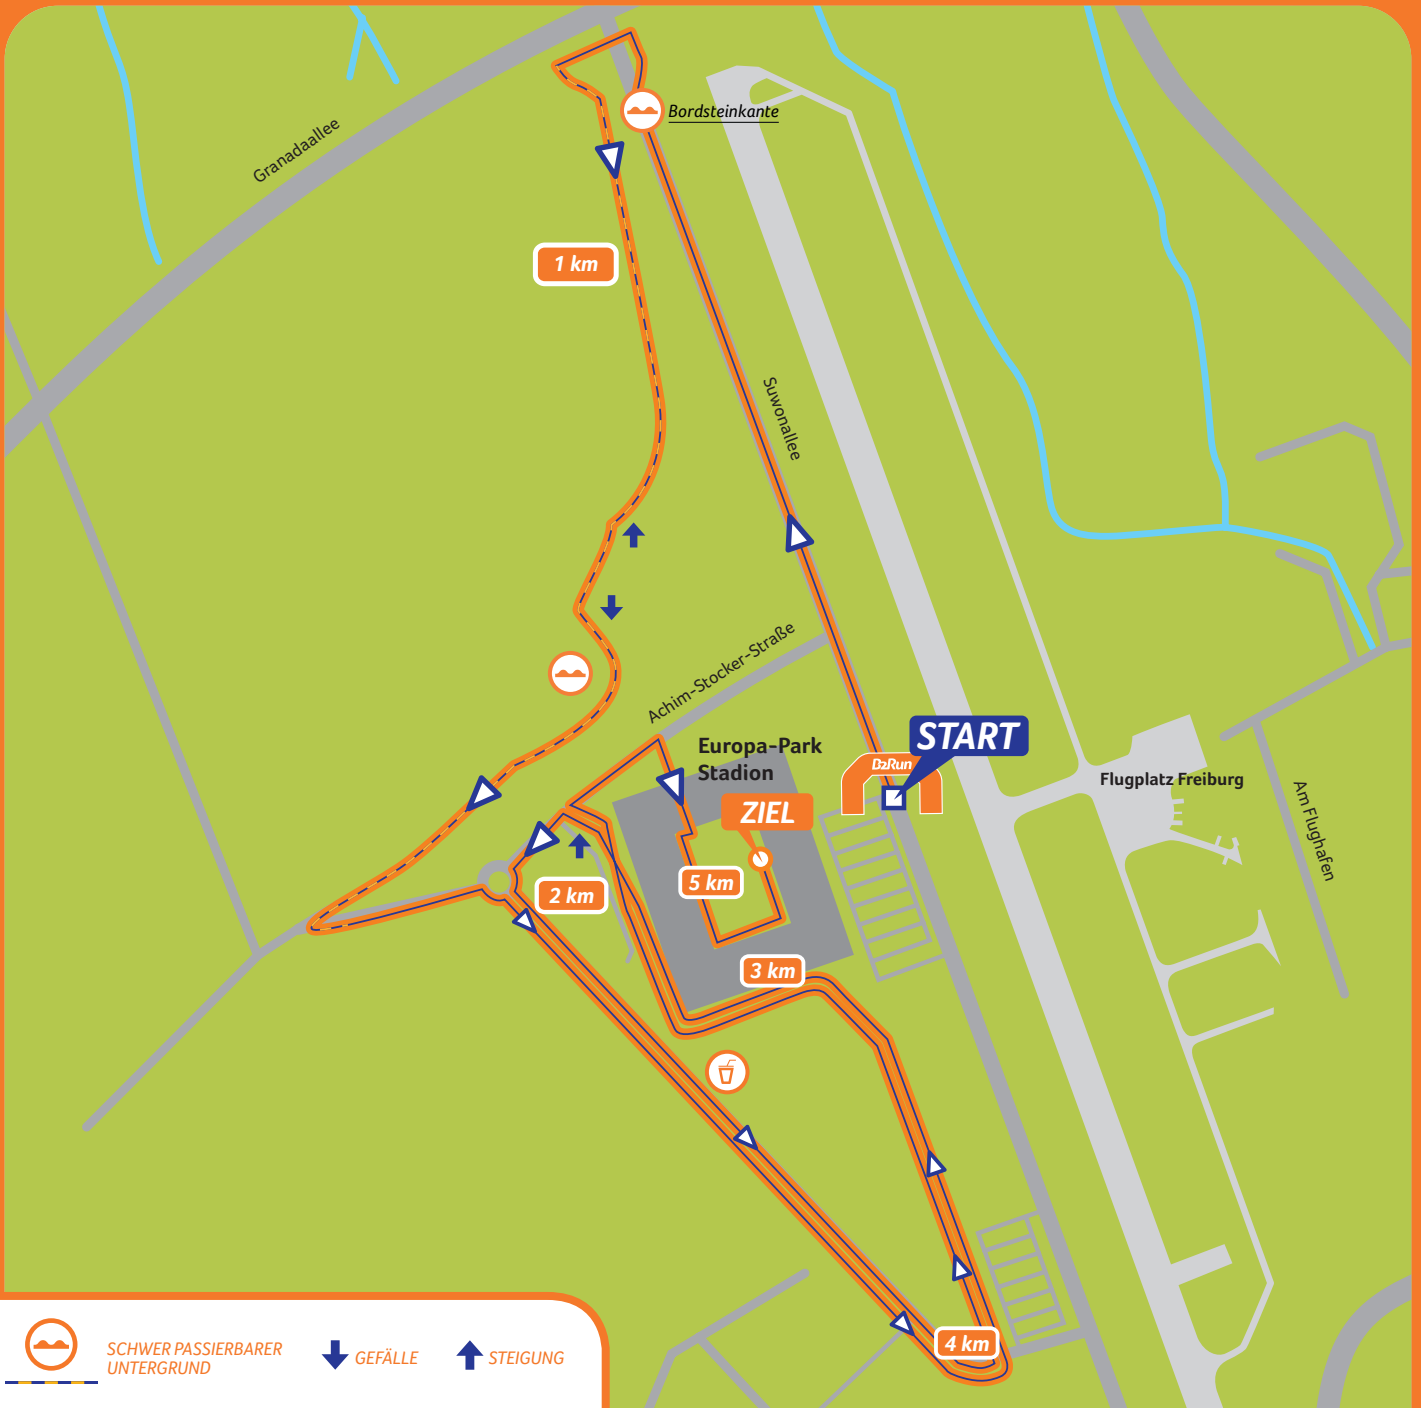 Bordsteinkante
Granadaallee
1 km
Suwonallee
Achim-Stocker-Straße
START
Europa-Park
Stadion
D2Run
Flugplatz Freiburg
Am Flughafen
ZIEL
5 km
2 km
3 km
4 km
SCHWER PASSIERBARER
UNTERGRUND
GEFÄLLE
STEIGUNG